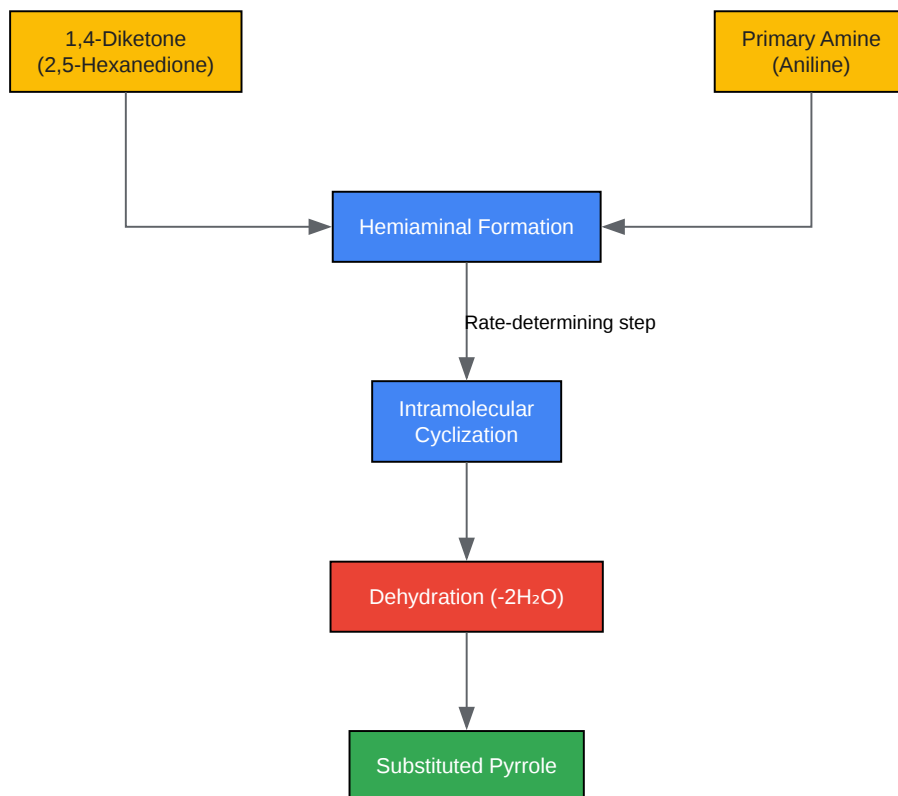 1,4-Diketone
(2,5-Hexanedione)
Primary Amine
(Aniline)
Hemiaminal Formation
Rate-determining step
Intramolecular
Cyclization
Dehydration (-2H₂O)
Substituted Pyrrole